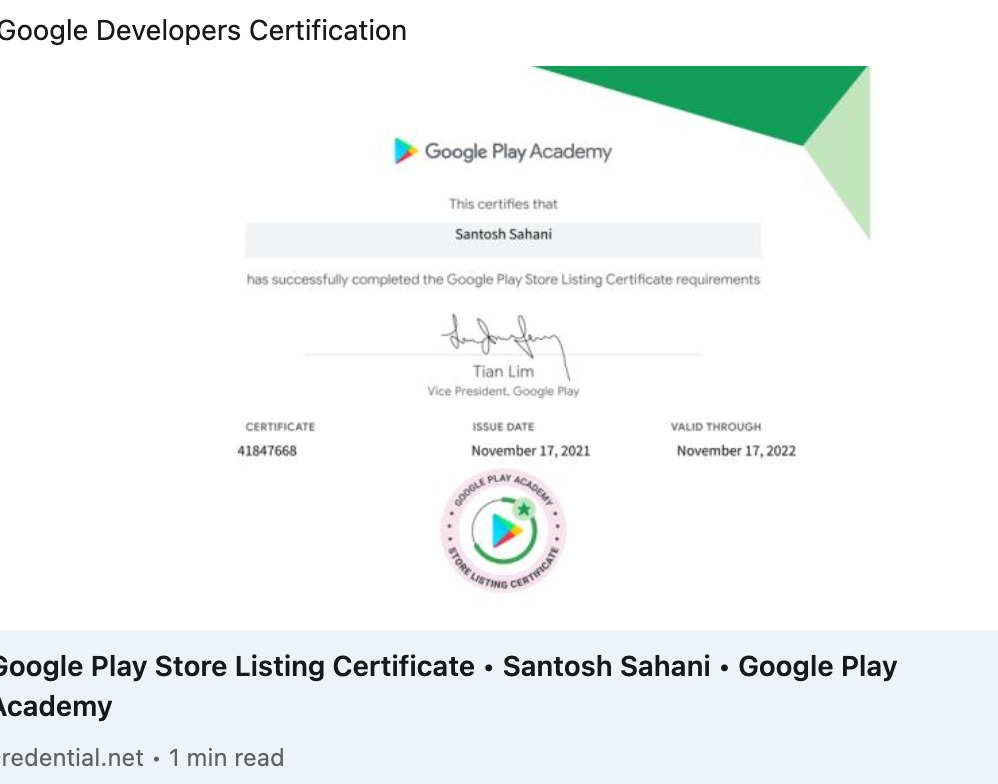 Google Developers Certification
Google Play Academy
This certifies that
Santosh Sahani
has successfully completed the Google Play Store Listing Certificate requirements
Tian Lim
Vice President, Google Play
CERTIFICATE ISSUE DATE VALID THROUGH
41847668 November 17, 2021 November 17, 2022
GOOGLE PLAY ACADEMY
STORE LISTING CERTIFICATE
Google Play Store Listing Certificate • Santosh Sahani • Google Play
Academy
redential.net • 1 min read